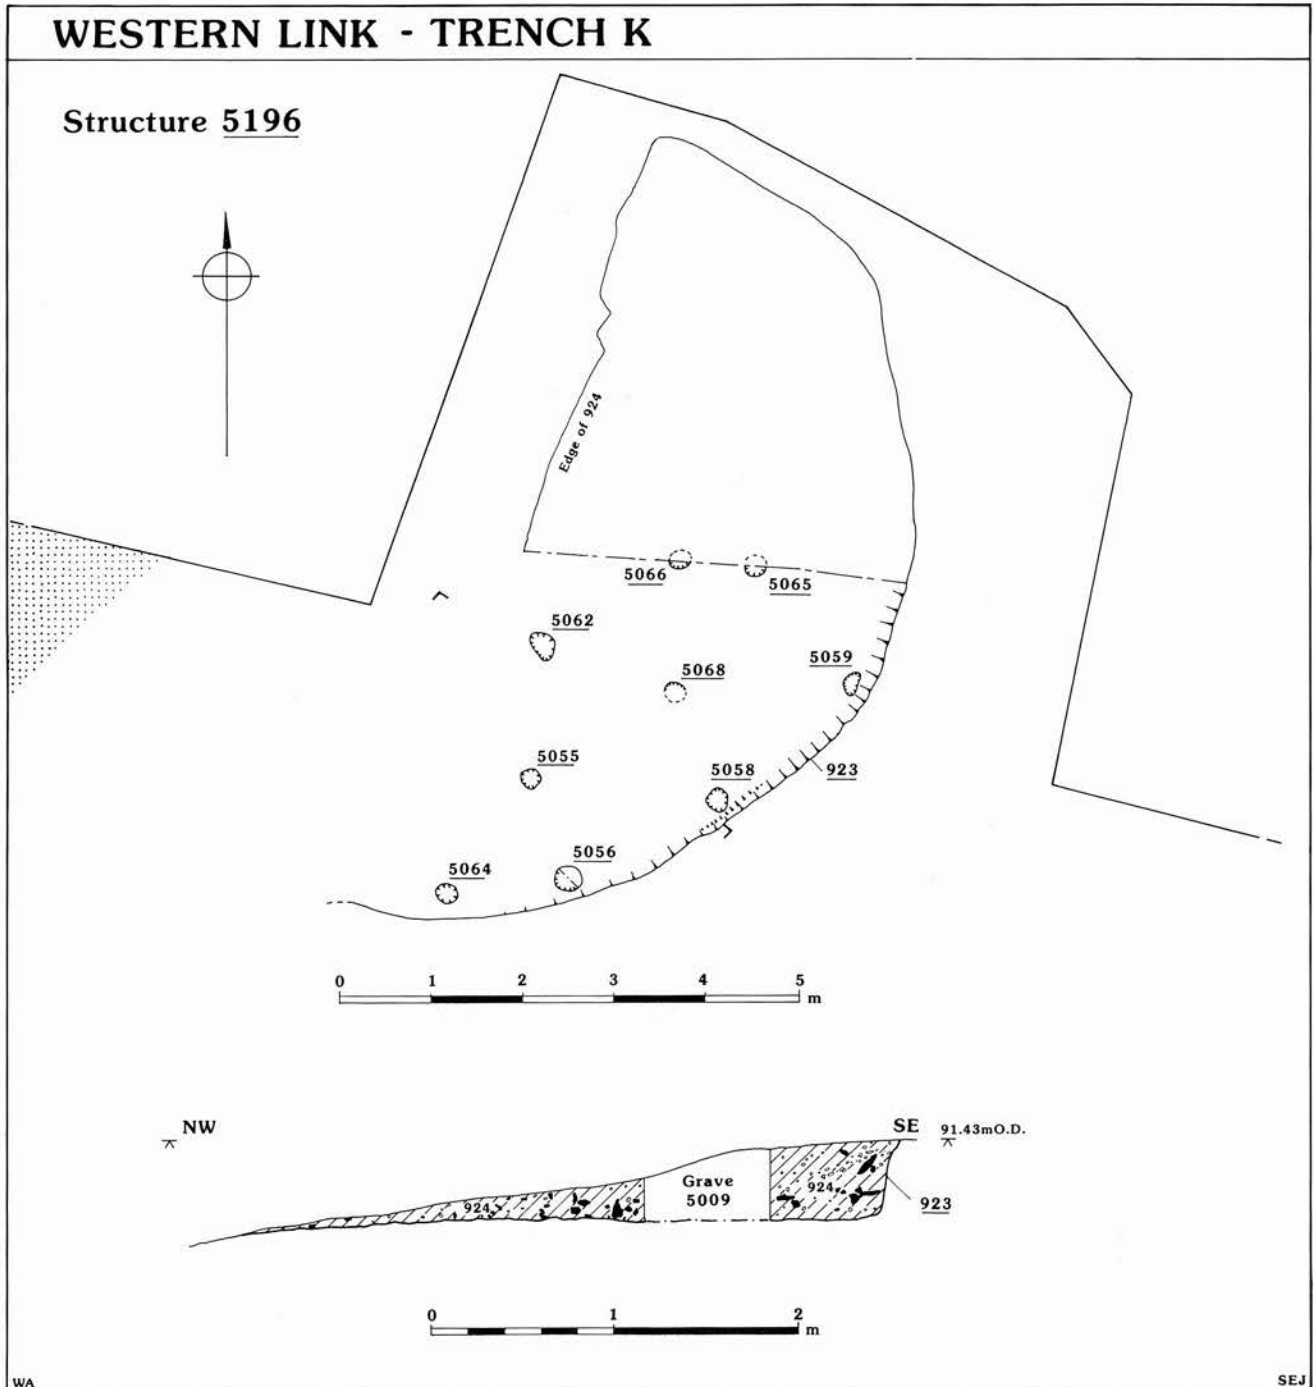 WESTERN LINK - TRENCH K
Structure 5196
Edge of 924
5066
5065
5062
5068
5059
5055
5058
923
5064
5056
0 1 2 3 4 5 m
NW
SE 91.43mO.D.
Grave
5009
924
924
923
0 1 2 m
WA
SEJ